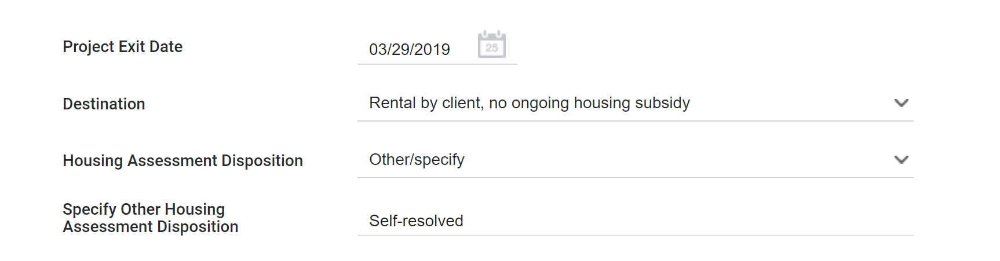 Project Exit Date
03/29/2019
25
Destination
Rental by client, no ongoing housing subsidy
Housing Assessment Disposition
Other/specify
Specify Other Housing
Assessment Disposition
Self-resolved